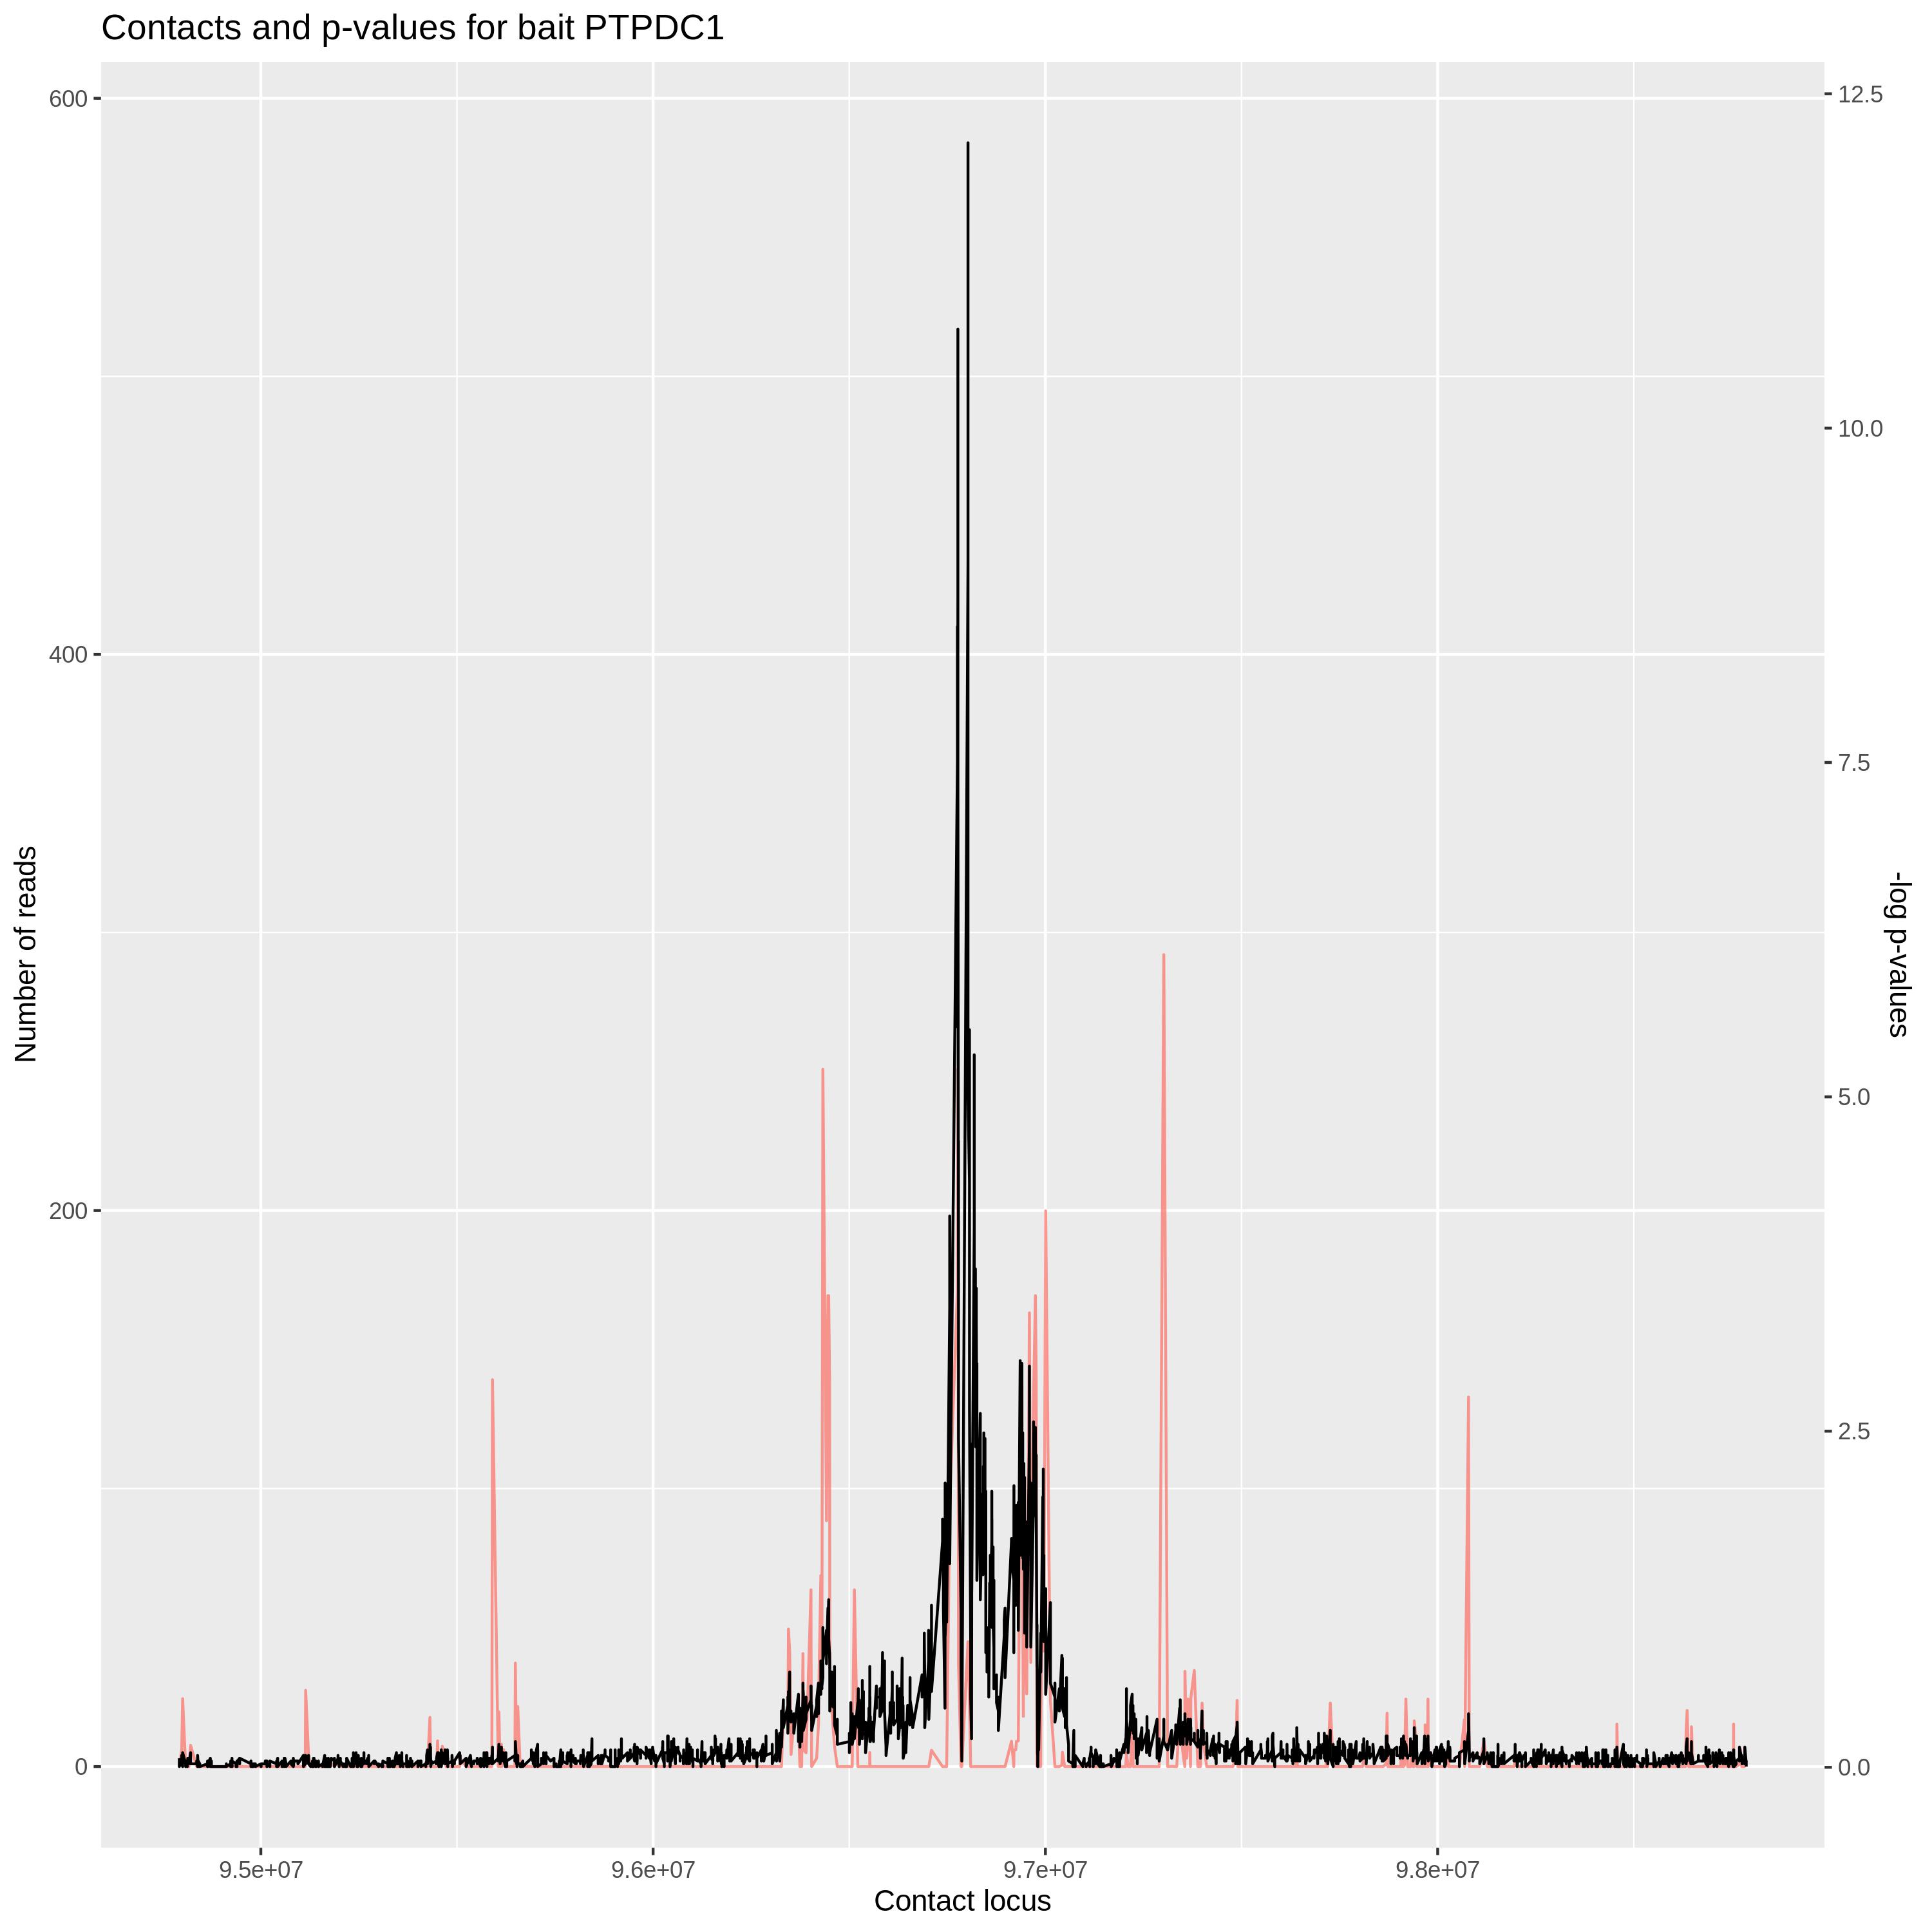 Contacts and p-values for bait PTPDC1
600
400
200
0
Number of reads
12.5
10.0
7.5
5.0
2.5
0.0
-log p-values
9.5e+07
9.6e+07
9.7e+07
9.8e+07
Contact locus